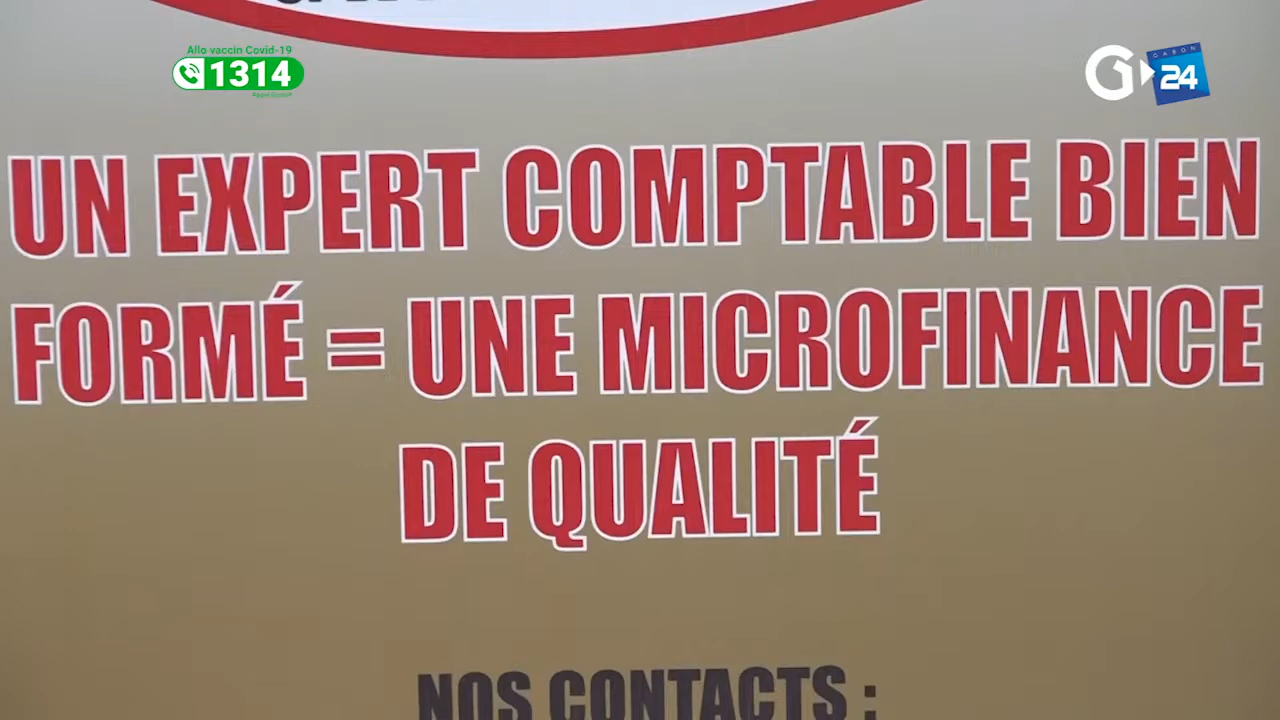 Allo vaccin Covid-19
1314
GABON
24
UN EXPERT COMPTABLE BIEN
FORMÉ = UNE MICROFINANCE
DE QUALITÉ
NOS CONTACTS :